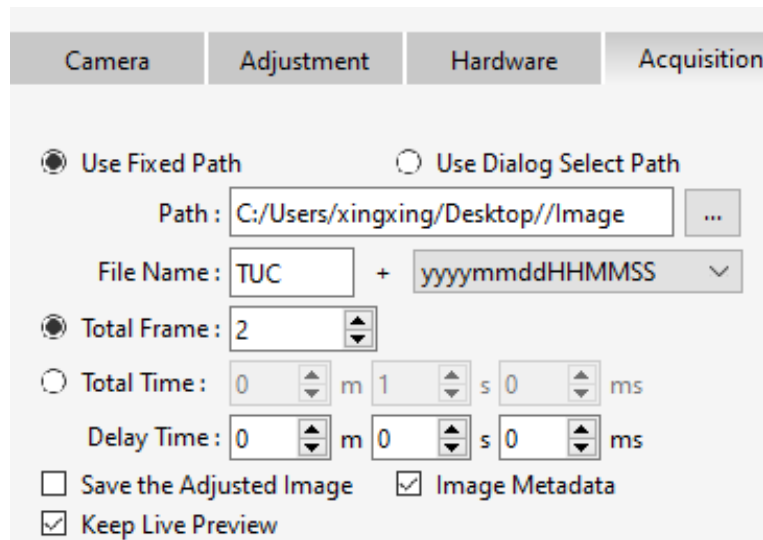 Camera Adjustment Hardware Acquisition
Use Fixed Path Use Dialog Select Path
Path : C:/Users/xingxing/Desktop//Image ...
File Name : TUC + yyyymmddHHMMSS
Total Frame : 2
Total Time : 0 m 1 s 0 ms
Delay Time : 0 m 0 s 0 ms
Save the Adjusted Image Image Metadata
Keep Live Preview